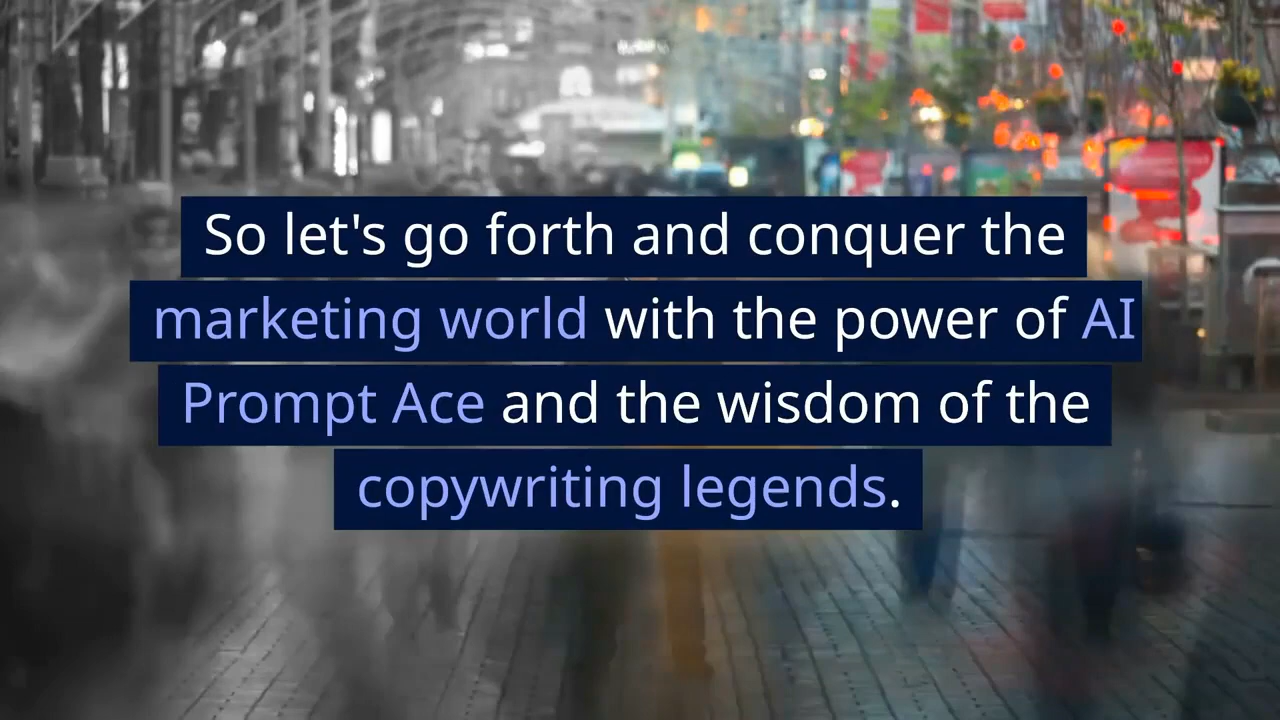 So let's go forth and conquer the
marketing world with the power of AI
Prompt Ace and the wisdom of the
copywriting legends.